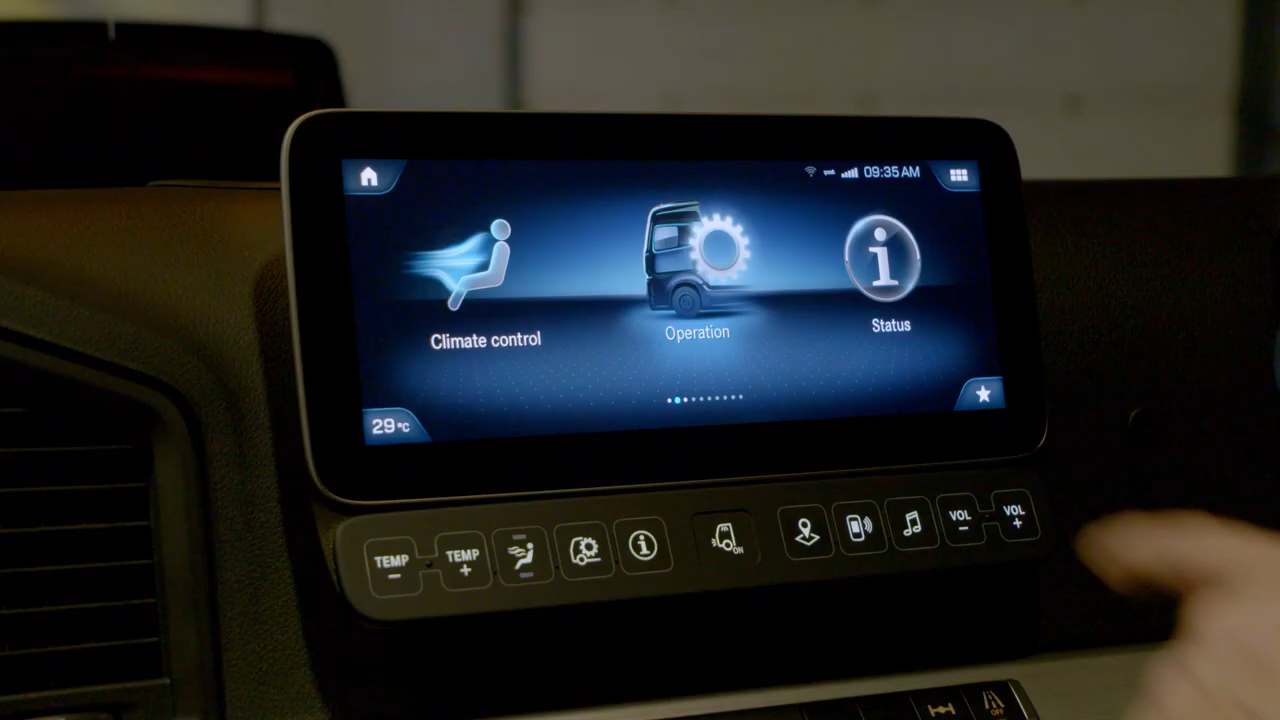 09:35 AM
Climate control
Operation
Status
29°C
TEMP
−
TEMP
+
ON
VOL
−
VOL
+
OFF